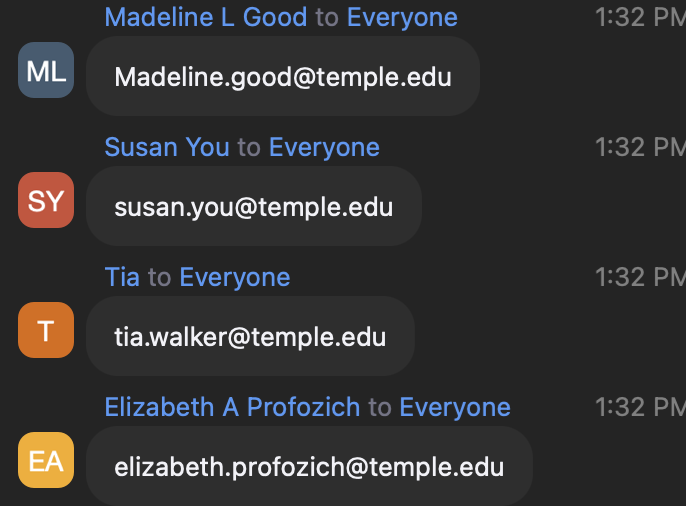 Madeline L Good to Everyone 1:32 PM
ML
Madeline.good@temple.edu
Susan You to Everyone 1:32 PM
SY
susan.you@temple.edu
Tia to Everyone 1:32 PM
T
tia.walker@temple.edu
Elizabeth A Profozich to Everyone 1:32 PM
EA
elizabeth.profozich@temple.edu